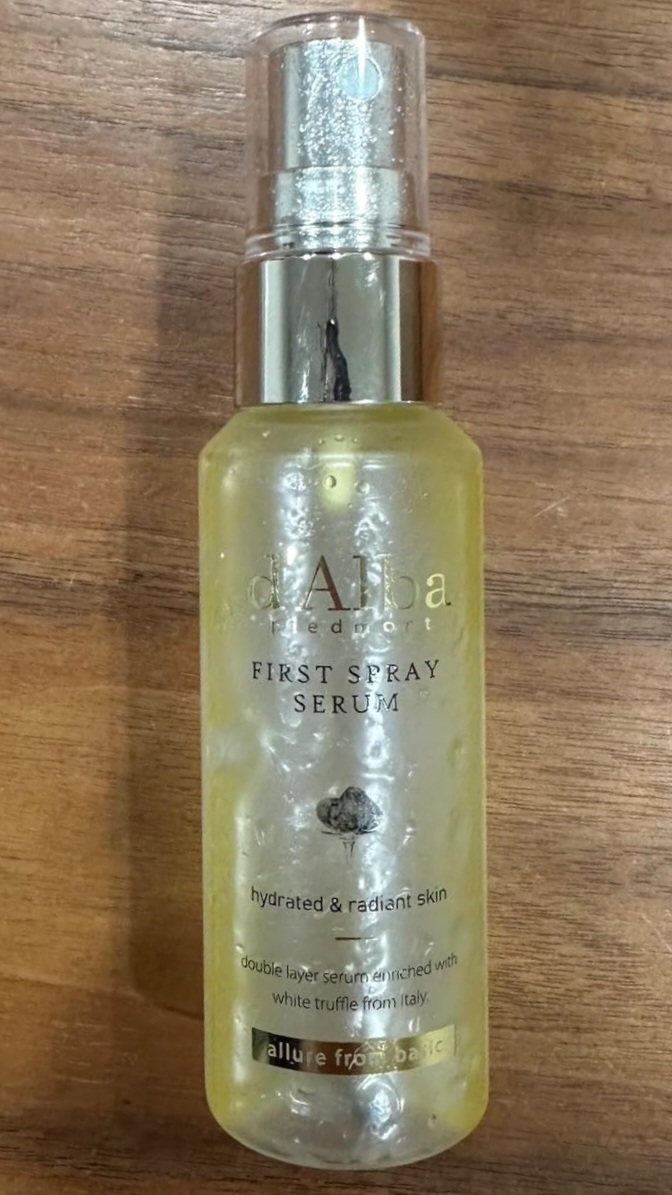 d'Alba
Piedmont
FIRST SPRAY
SERUM
hydrated & radiant skin
double layer serum enriched with
white truffle from Italy.
allure from basic